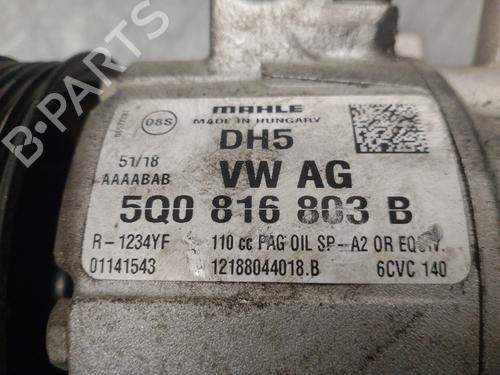 MAHLE
MADE IN HUNGARY
08S
DH5
51/18
AAAABAB
VW AG
5Q0 816 803 B
R-1234YF 110 cc PAG OIL SP-A2 OR EQUIV.
01141543 12188044018.B 6CVC 140